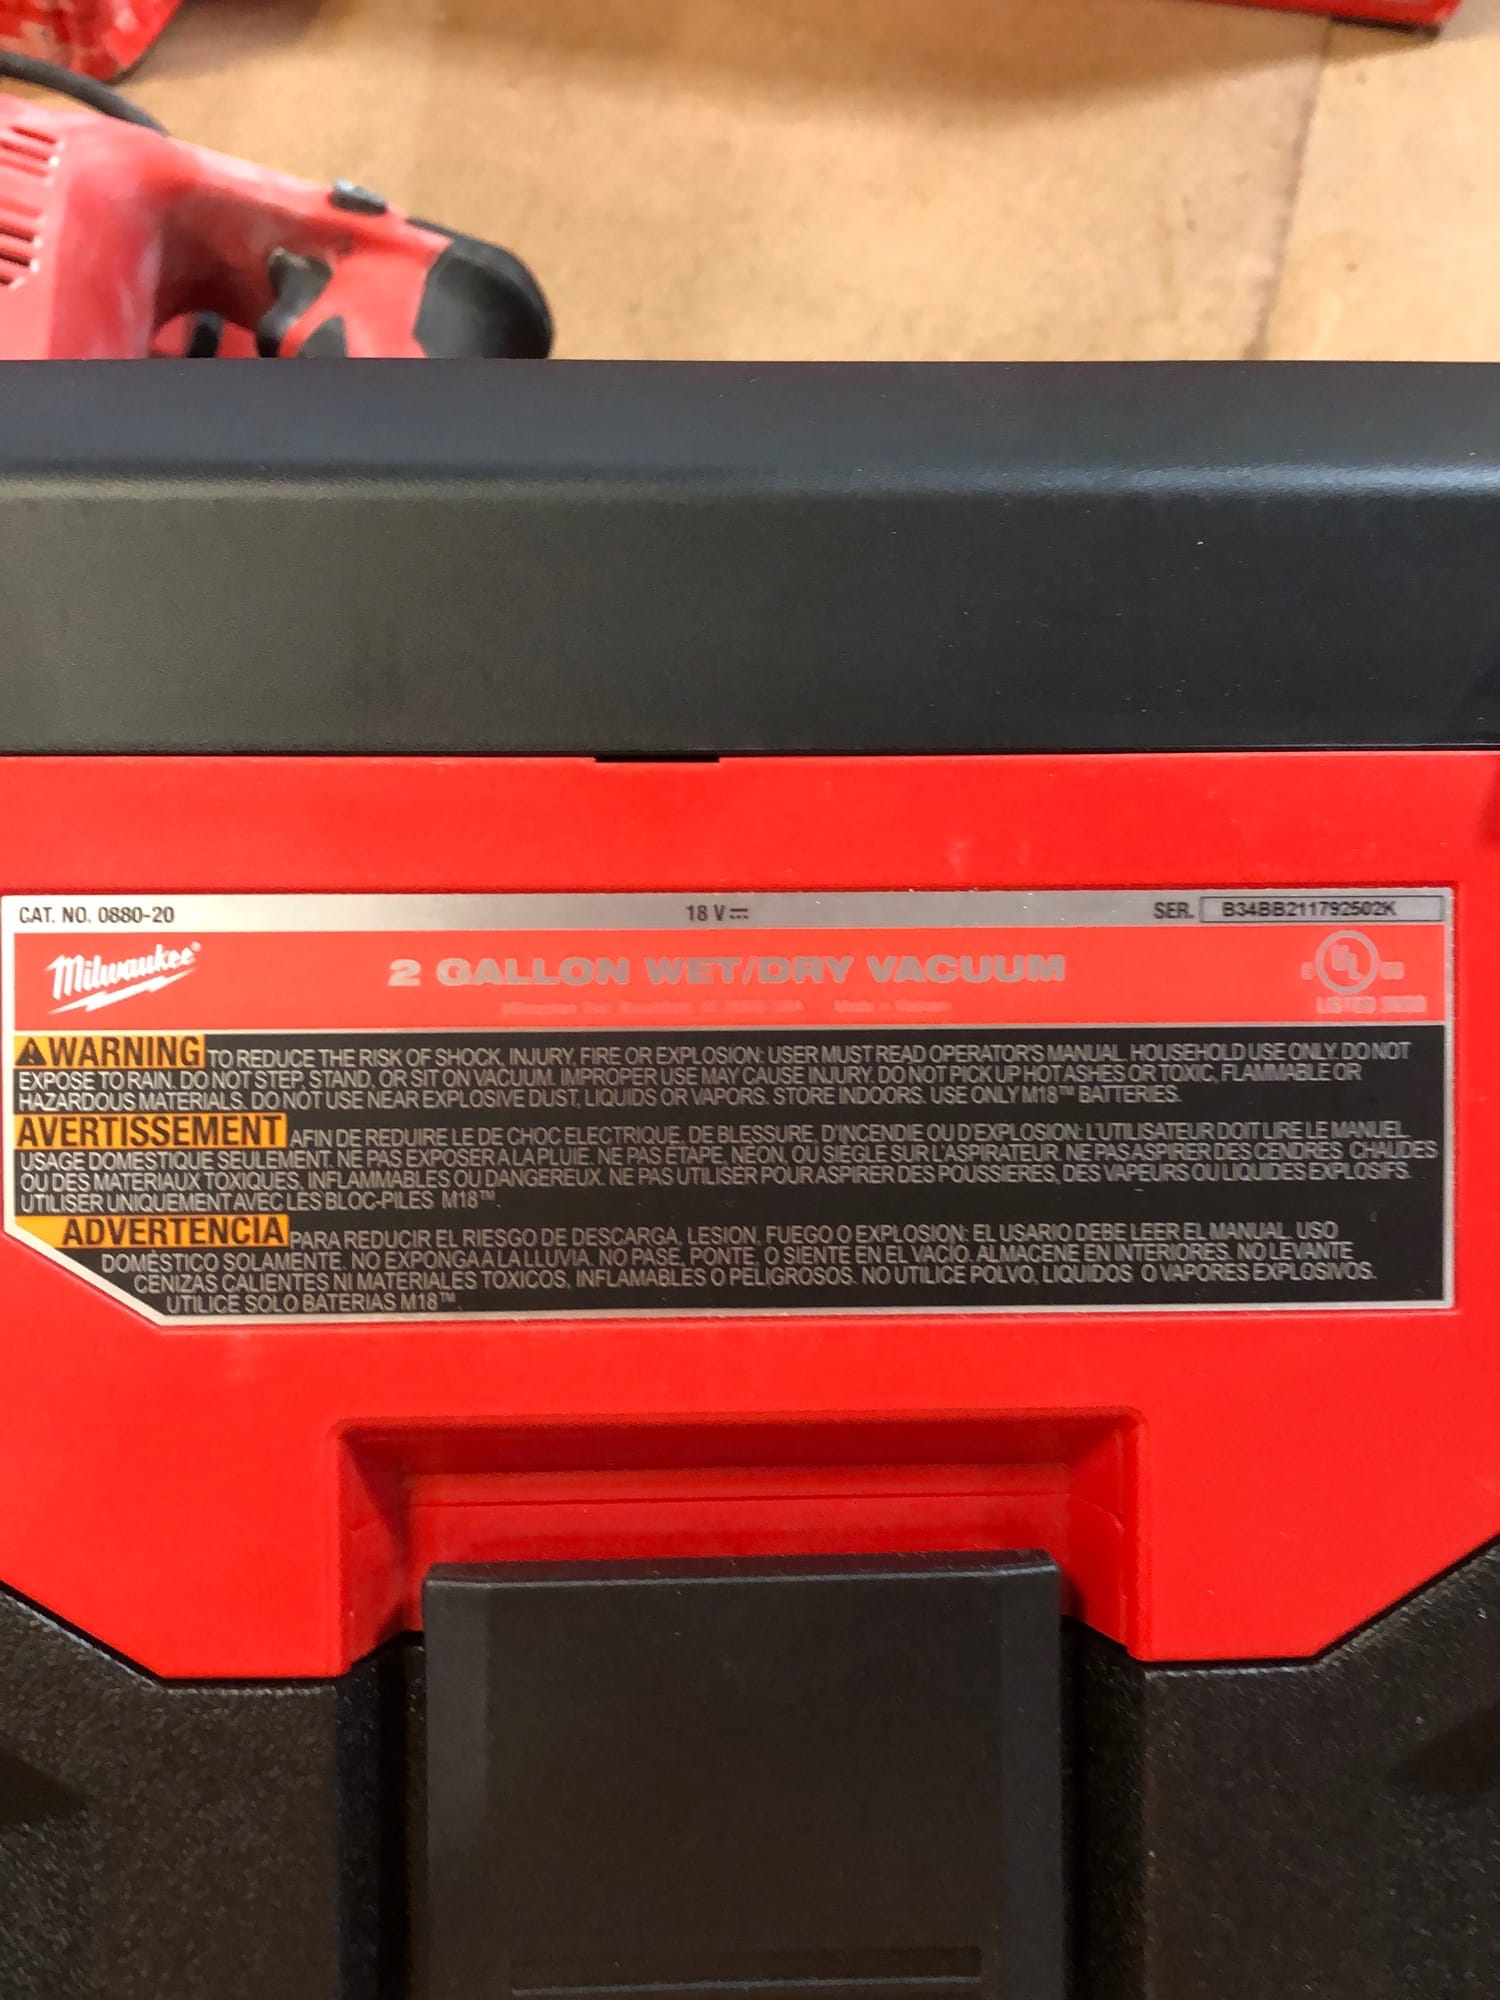 CAT. NO. 0880-20 18 V SER. B34BB211792502K
Milwaukee® 2 GALLON WET/DRY VACUUM C UL US
LISTED
WARNING TO REDUCE THE RISK OF SHOCK, INJURY, FIRE OR EXPLOSION: USER MUST READ OPERATOR'S MANUAL. HOUSEHOLD USE ONLY. DO NOT
EXPOSE TO RAIN. DO NOT STEP, STAND, OR SIT ON VACUUM. IMPROPER USE MAY CAUSE INJURY. DO NOT PICK UP HOT ASHES OR TOXIC, FLAMMABLE OR
HAZARDOUS MATERIALS. DO NOT USE NEAR EXPLOSIVE DUST, LIQUIDS OR VAPORS. STORE INDOORS. USE ONLY M18™ BATTERIES.
AVERTISSEMENT AFIN DE REDUIRE LE DE CHOC ELECTRIQUE, DE BLESSURE, D'INCENDIE OU D'EXPLOSION: L'UTILISATEUR DOIT LIRE LE MANUEL.
USAGE DOMESTIQUE SEULEMENT. NE PAS EXPOSER A LA PLUIE. NE PAS ETAPE, NEON, OU SIEGLE SUR L'ASPIRATEUR. NE PAS ASPIRER DES CENDRES CHAUDES
OU DES MATERIAUX TOXIQUES, INFLAMMABLES OU DANGEREUX. NE PAS UTILISER POUR ASPIRER DES POUSSIERES, DES VAPEURS OU LIQUIDES EXPLOSIFS.
UTILISER UNIQUEMENT AVEC LES BLOC-PILES M18™.
ADVERTENCIA PARA REDUCIR EL RIESGO DE DESCARGA, LESION, FUEGO O EXPLOSION: EL USARIO DEBE LEER EL MANUAL. USO
DOMÉSTICO SOLAMENTE. NO EXPONGA A LA LLUVIA. NO PASE, PONTE, O SIENTE EN EL VACÍO. ALMACENE EN INTERIORES. NO LEVANTE
CENIZAS CALIENTES NI MATERIALES TOXICOS, INFLAMABLES O PELIGROSOS. NO UTILICE POLVO, LIQUIDOS O VAPORES EXPLOSIVOS.
UTILICE SOLO BATERIAS M18™